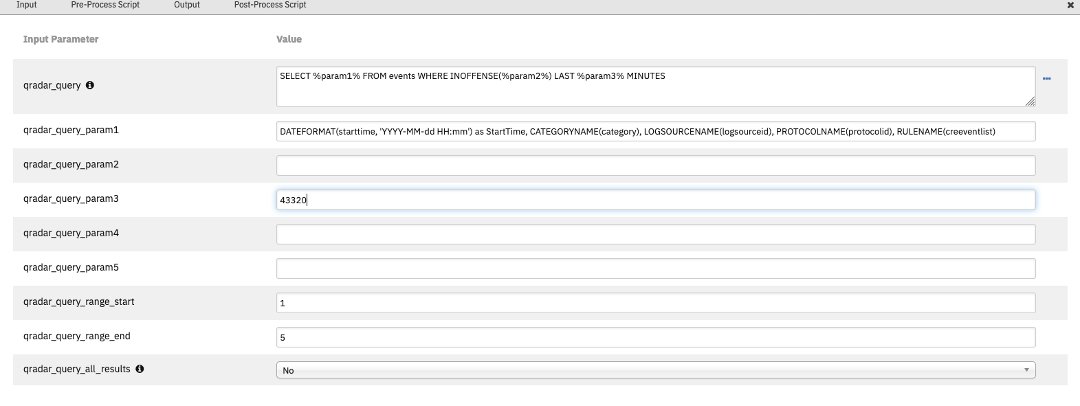 Input Pre-Process Script Output Post-Process Script ×
Input Parameter Value
qradar_query SELECT %param1% FROM events WHERE INOFFENSE(%param2%) LAST %param3% MINUTES
qradar_query_param1 DATEFORMAT(starttime, 'YYYY-MM-dd HH:mm') as StartTime, CATEGORYNAME(category), LOGSOURCENAME(logsourceid), PROTOCOLNAME(protocolid), RULENAME(creeventlist)
qradar_query_param2
qradar_query_param3 43320
qradar_query_param4
qradar_query_param5
qradar_query_range_start 1
qradar_query_range_end 5
qradar_query_all_results No